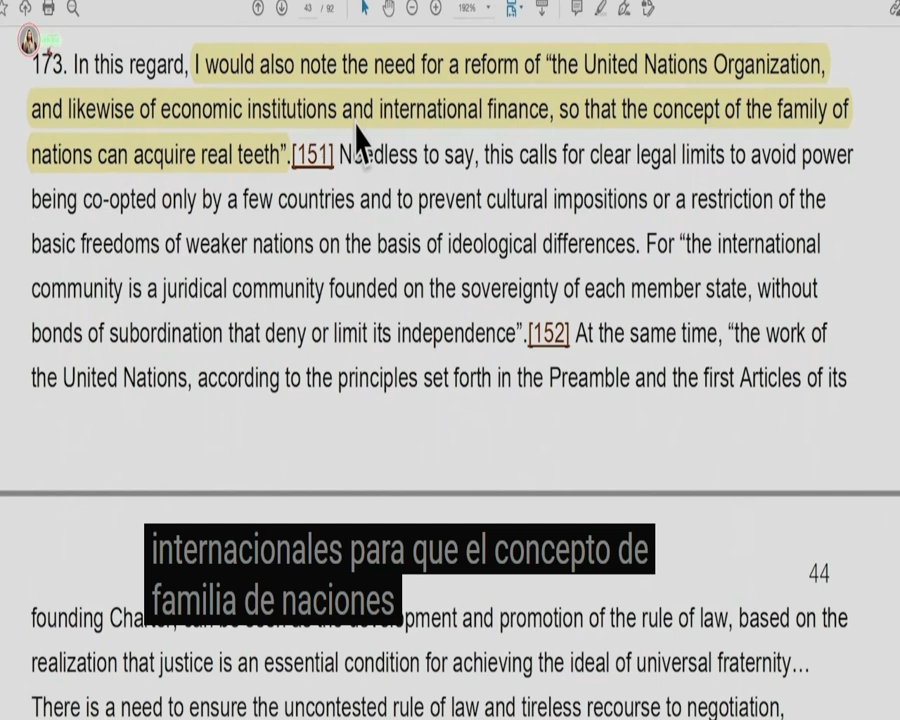 43 / 92
192%
173. In this regard, I would also note the need for a reform of “the United Nations Organization,
and likewise of economic institutions and international finance, so that the concept of the family of
nations can acquire real teeth”.[151] Needless to say, this calls for clear legal limits to avoid power
being co-opted only by a few countries and to prevent cultural impositions or a restriction of the
basic freedoms of weaker nations on the basis of ideological differences. For “the international
community is a juridical community founded on the sovereignty of each member state, without
bonds of subordination that deny or limit its independence”.[152] At the same time, “the work of
the United Nations, according to the principles set forth in the Preamble and the first Articles of its
internacionales para que el concepto de
familia de naciones
44
founding
and promotion of the rule of law, based on the
realization that justice is an essential condition for achieving the ideal of universal fraternity…
There is a need to ensure the uncontested rule of law and tireless recourse to negotiation,